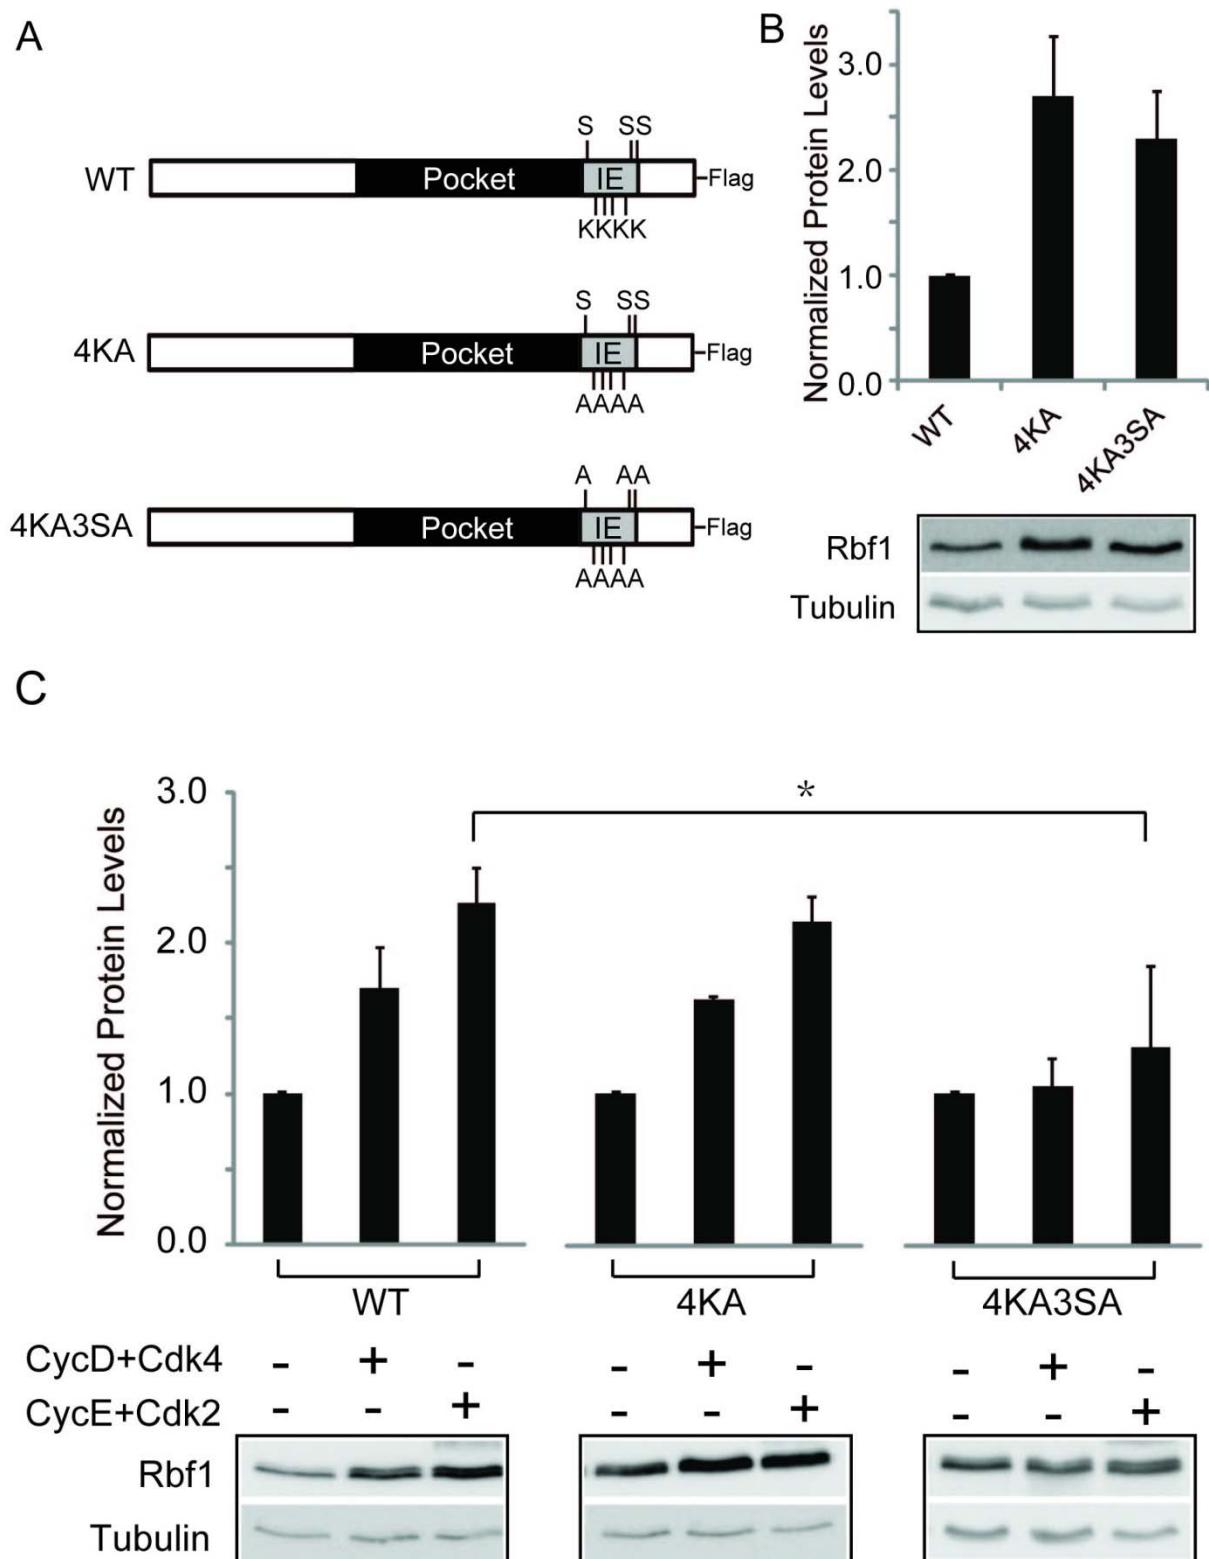 A
S SS
WT Pocket IE Flag
KKKK
S SS
4KA Pocket IE Flag
AAAA
A AA
4KA3SA Pocket IE Flag
AAAA
B
Normalized Protein Levels
3.0
2.0
1.0
0.0
WT 4KA 4KA3SA
Rbf1
Tubulin
C
Normalized Protein Levels
3.0
2.0
1.0
0.0
*
WT 4KA 4KA3SA
CycD+Cdk4 - + - - + - - + -
CycE+Cdk2 - - + - - + - - +
Rbf1
Tubulin